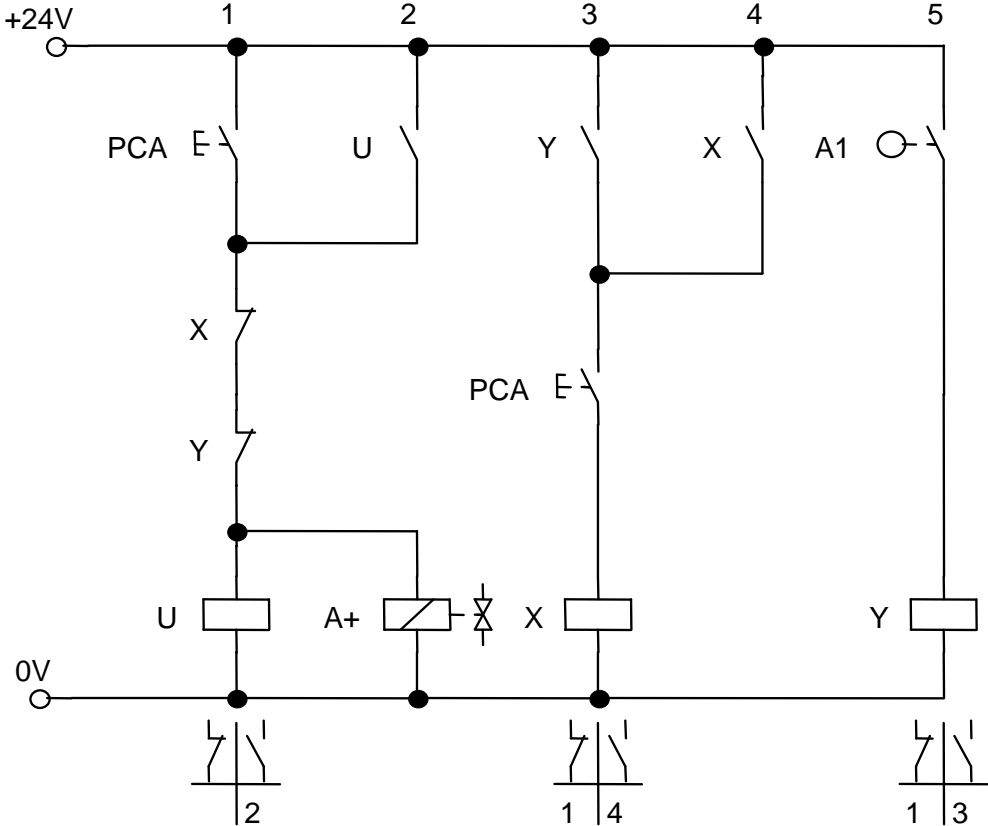 +24V 1 2 3 4 5
PCA U Y X A1
X
PCA
Y
U A+ X Y
0V
2 1 4 1 3